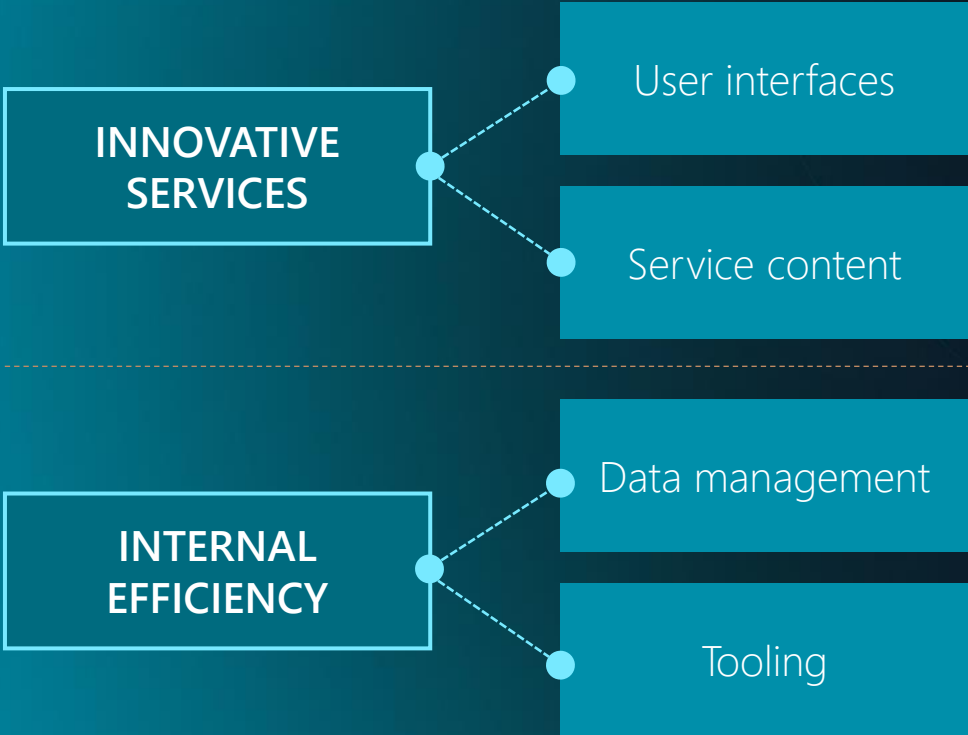 INNOVATIVE
SERVICES
User interfaces
Service content
INTERNAL
EFFICIENCY
Data management
Tooling